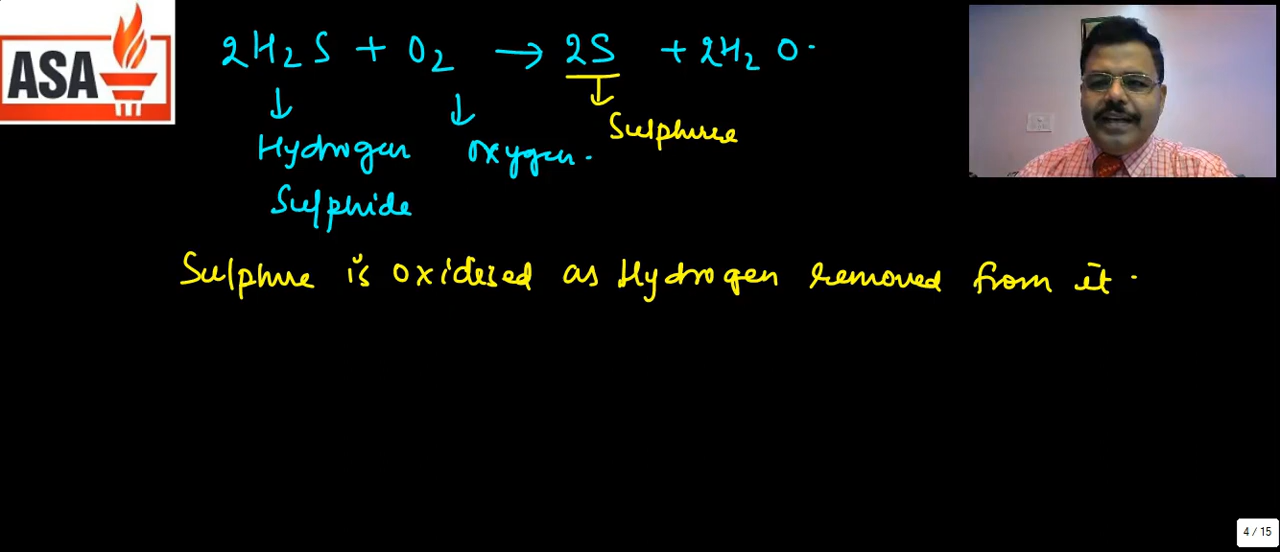 ASA
2H₂S + O₂ → 2S + 2H₂O.
Hydrogen Sulphide
Oxygen.
Sulphure
Sulphure is oxidised as Hydrogen removed from it.
4 / 15